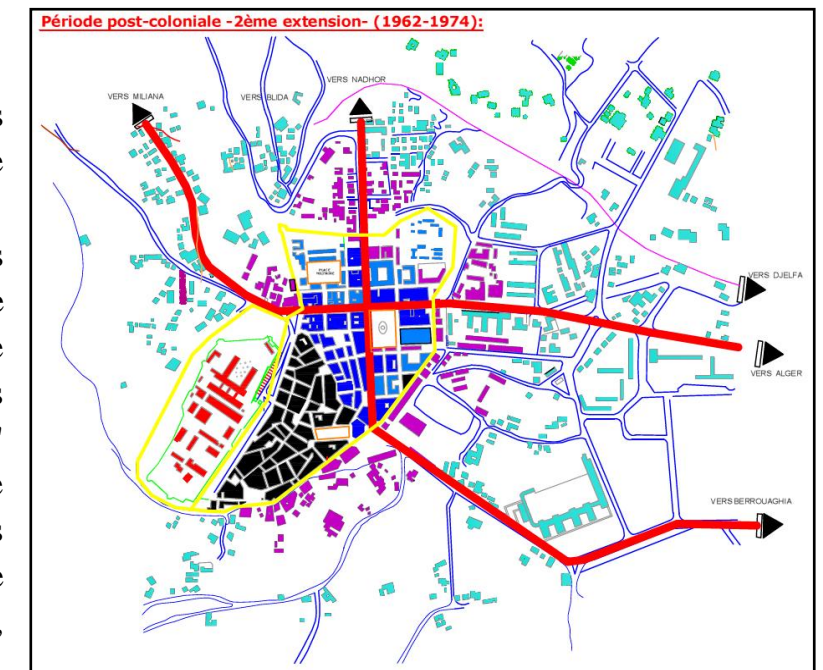 Période post-coloniale -2ème extension- (1962-1974):
VERS NADHOR
VERS MILIANA
VERS BLIDA
VERS DJELFA
VERS ALGER
VERS BERROUAGHIA